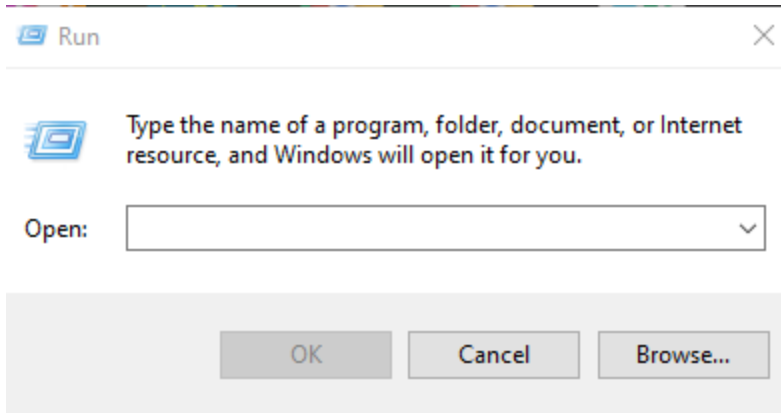 Run
Type the name of a program, folder, document, or Internet
resource, and Windows will open it for you.
Open:
OK Cancel Browse...